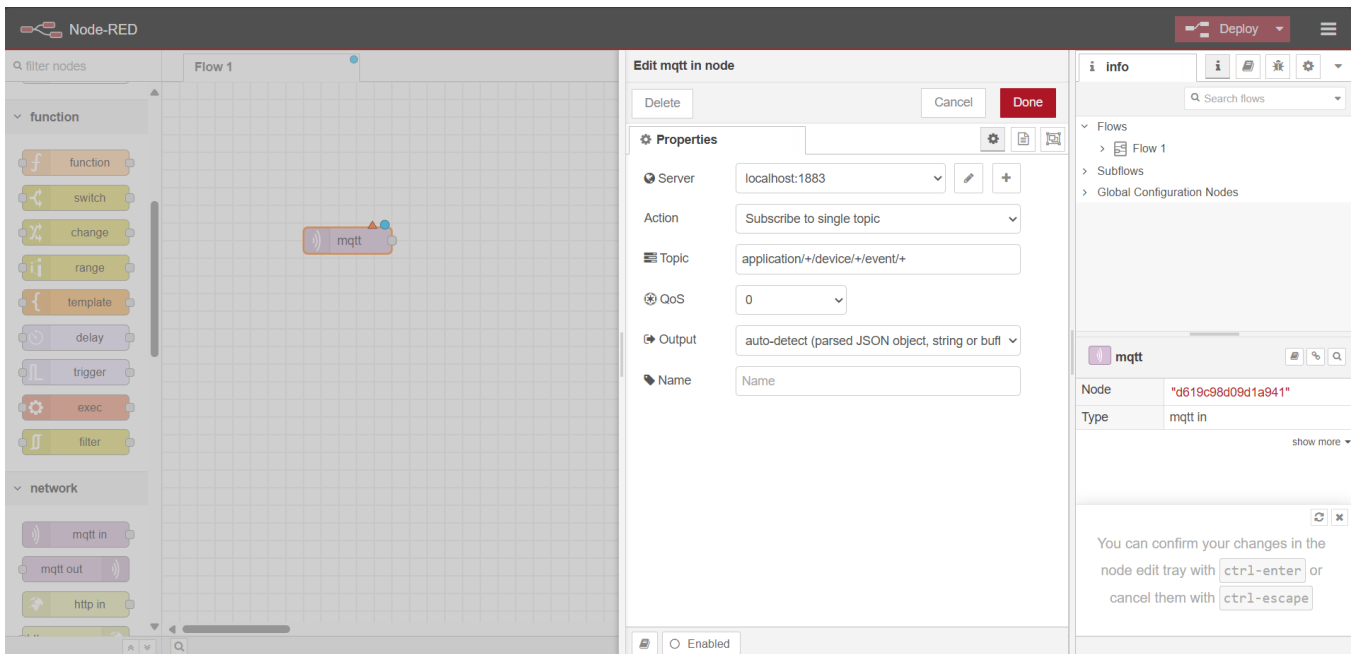 Node-RED
Deploy
filter nodes
Flow 1
function
function
switch
change
range
template
delay
trigger
exec
filter
network
mqtt in
mqtt out
http in
mqtt
Edit mqtt in node
Delete
Cancel
Done
Properties
Server
localhost:1883
Action
Subscribe to single topic
Topic
application/+/device/+/event/+
QoS
0
Output
auto-detect (parsed JSON object, string or buff
Name
Name
Enabled
i info
i
Search flows
Flows
Flow 1
Subflows
Global Configuration Nodes
mqtt
Node
"d619c98d09d1a941"
Type
mqtt in
show more
You can confirm your changes in the
node edit tray with ctrl-enter or
cancel them with ctrl-escape